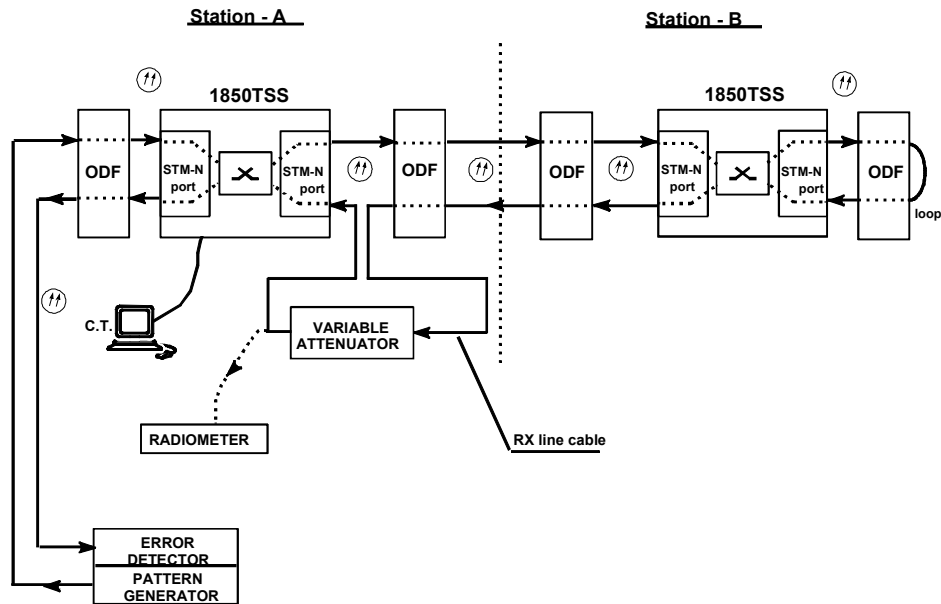 Station - A
Station - B
1850TSS
1850TSS
ODF
STM-N
port
STM-N
port
ODF
ODF
STM-N
port
STM-N
port
ODF
loop
C.T.
VARIABLE
ATTENUATOR
RADIOMETER
RX line cable
ERROR
DETECTOR
PATTERN
GENERATOR